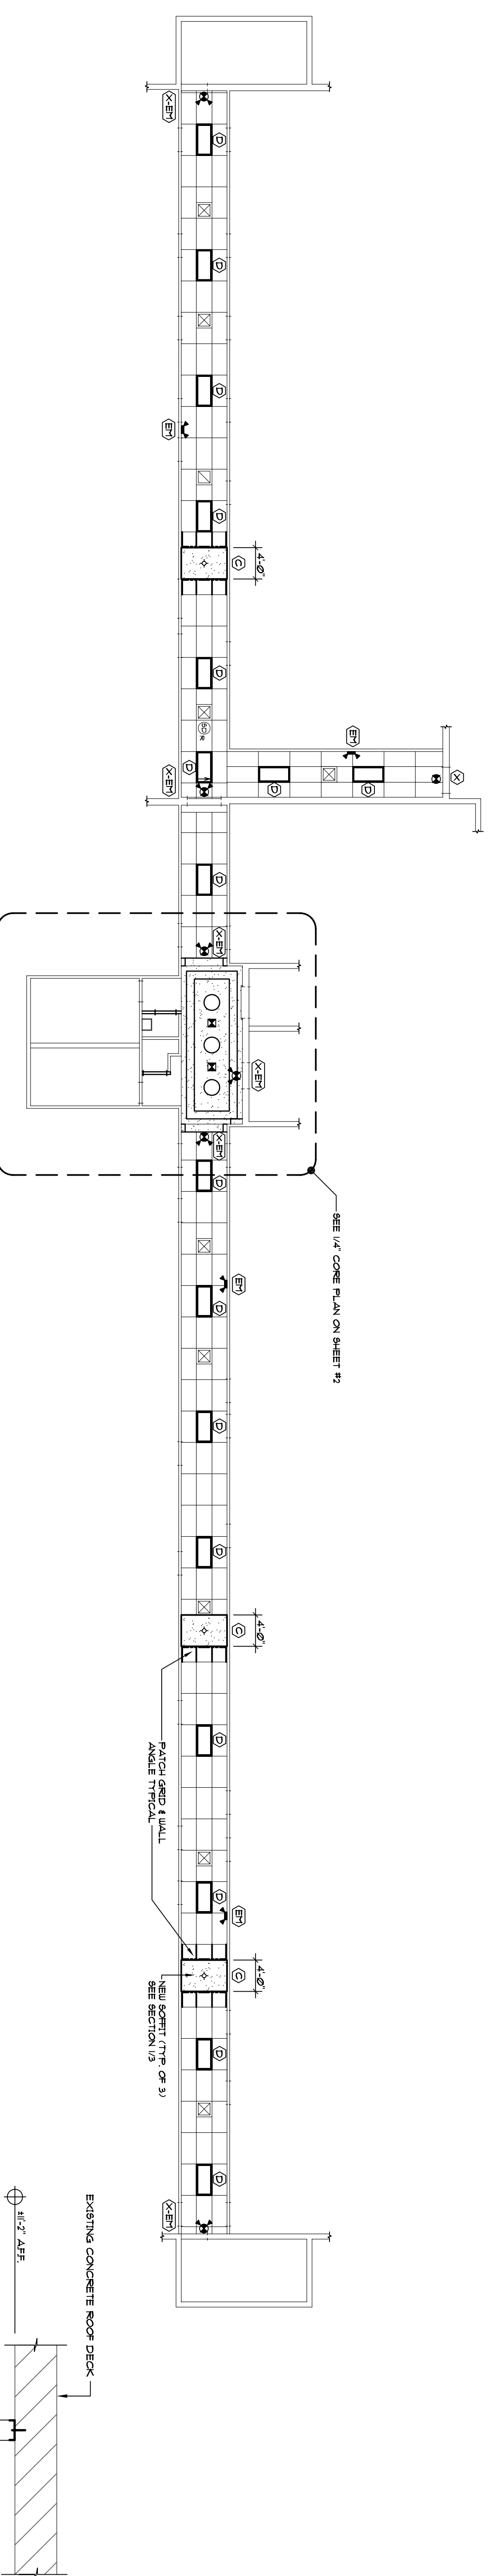 X-EM
D
D
D
EM
D
C
4'-0"
D
SD
R
X-EM
D
EM
D
D
X
D
X-EM
X-EM
X-EM
SEE 1/4" CORE PLAN ON SHEET #2
D
EM
D
D
D
C
4'-0"
PATCH GRID & WALL
ANGLE TYPICAL
D
D
EM
C
4'-0"
NEW SOFFIT (TYP. OF 3)
SEE SECTION 1/3
D
D
X-EM
EXISTING CONCRETE ROOF DECK
±11'-2" A.F.F.